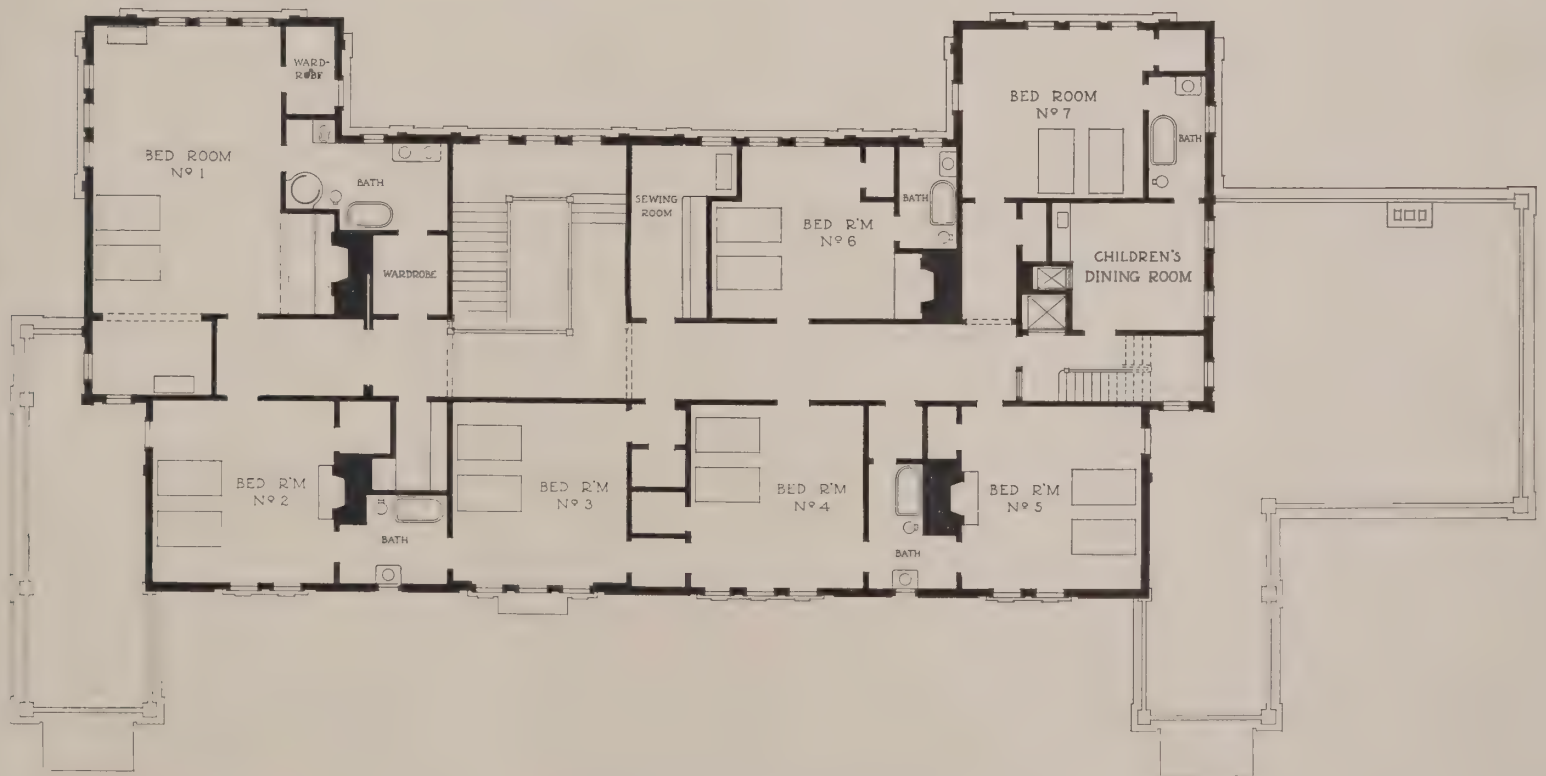 WARD-
ROBE
BED ROOM
Nº 1
BATH
WARDROBE
SEWING
ROOM
BED R'M
Nº 6
BATH
BED ROOM
Nº 7
BATH
CHILDREN'S
DINING ROOM
BED R'M
Nº 2
BATH
BED R'M
Nº 3
BED R'M
Nº 4
BATH
BED R'M
Nº 5